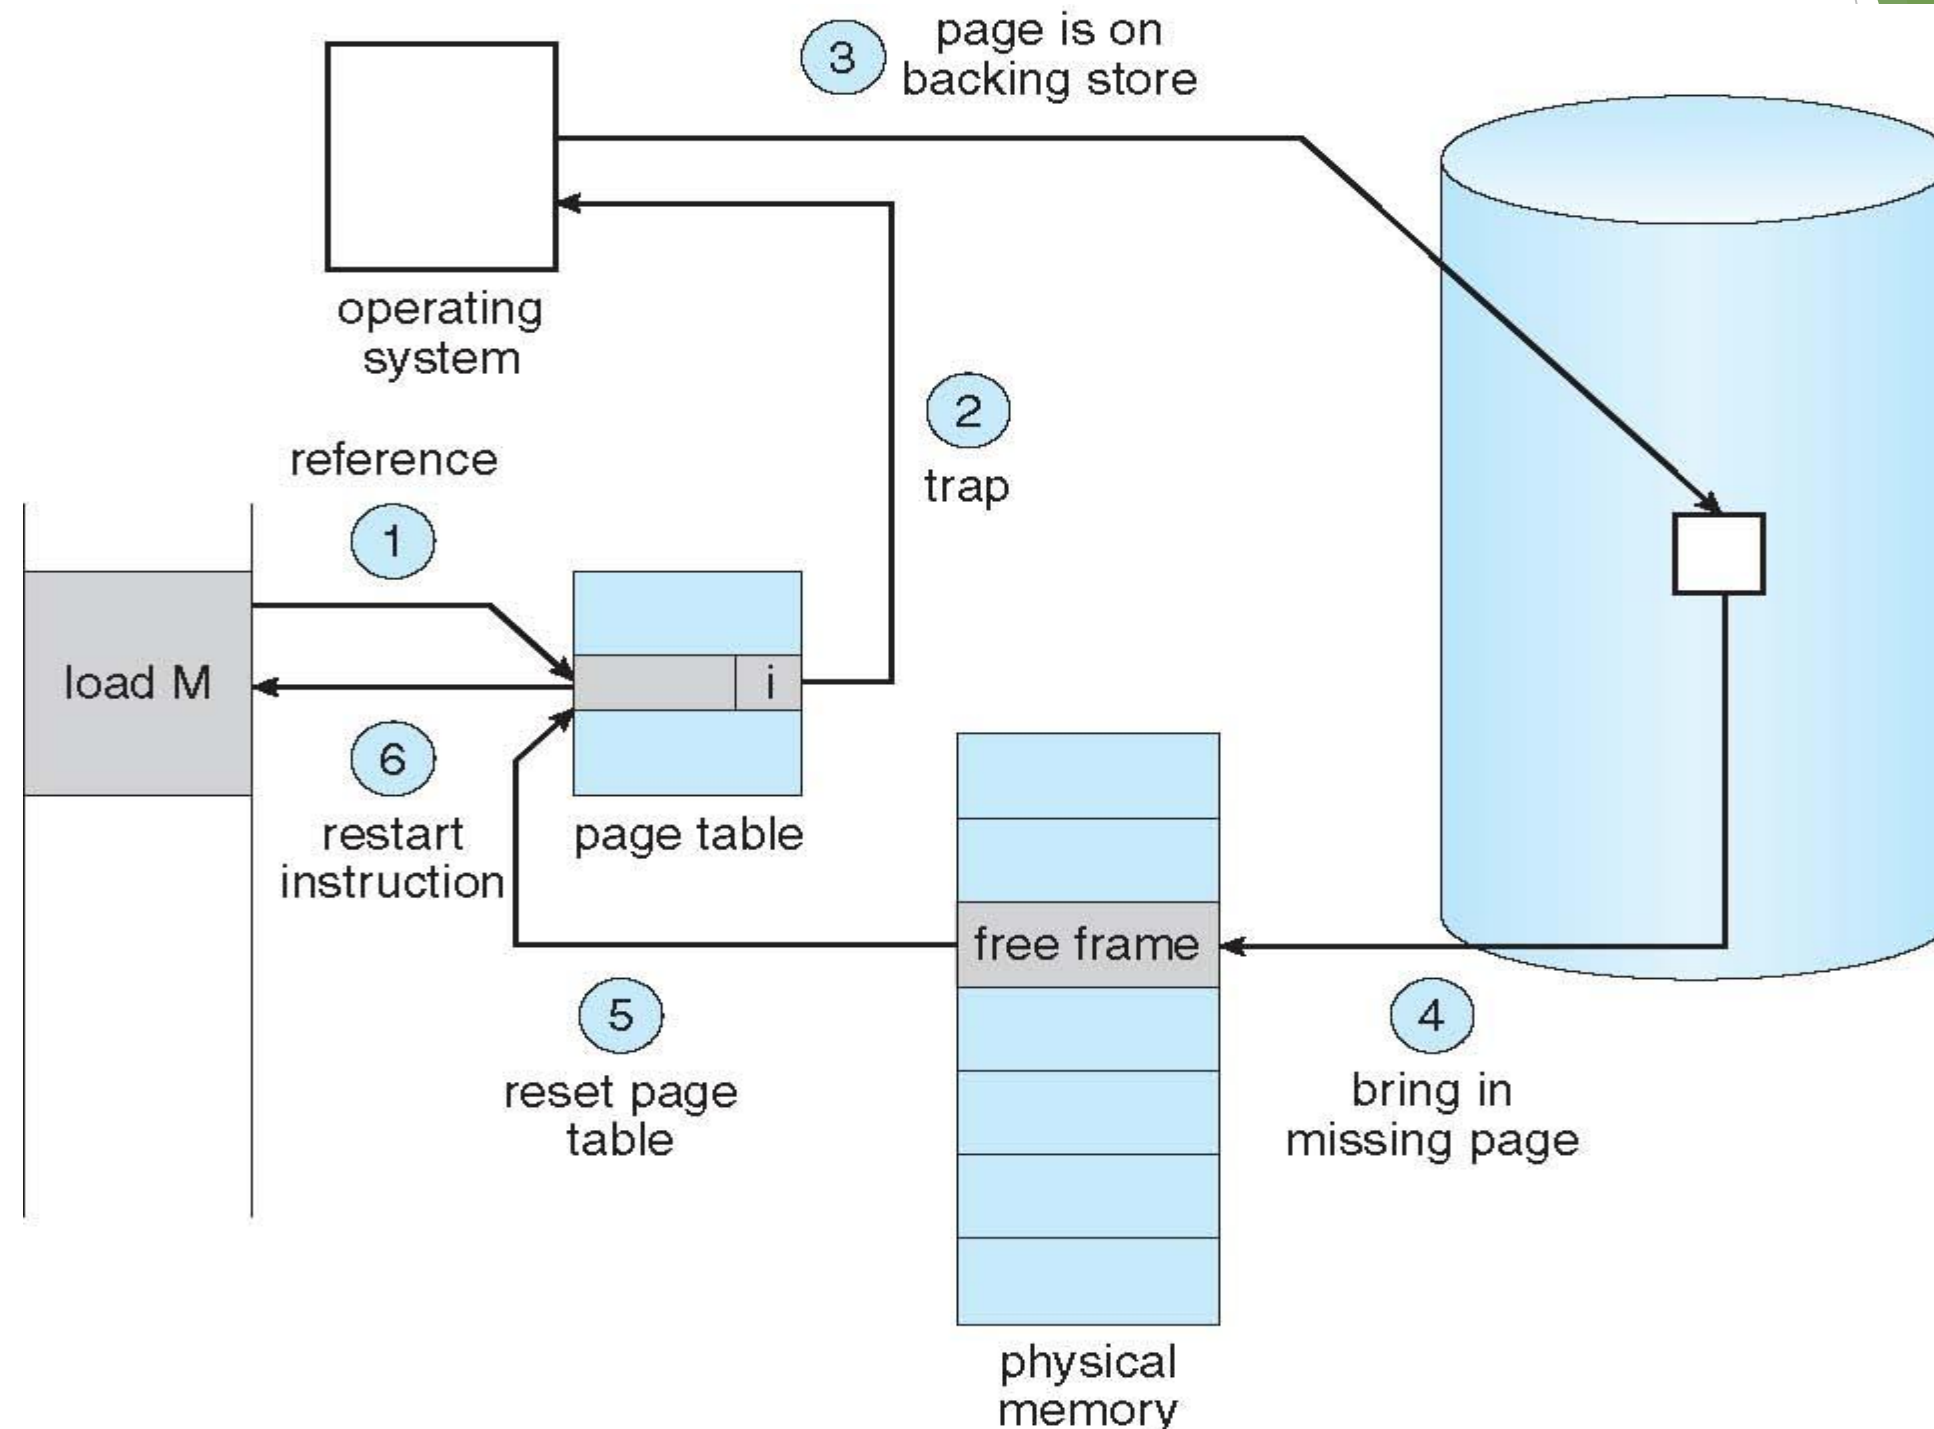 3
page is on
backing store
operating
system
2
trap
reference
1
load M
i
6
restart
instruction
page table
free frame
5
reset page
table
4
bring in
missing page
physical
memory